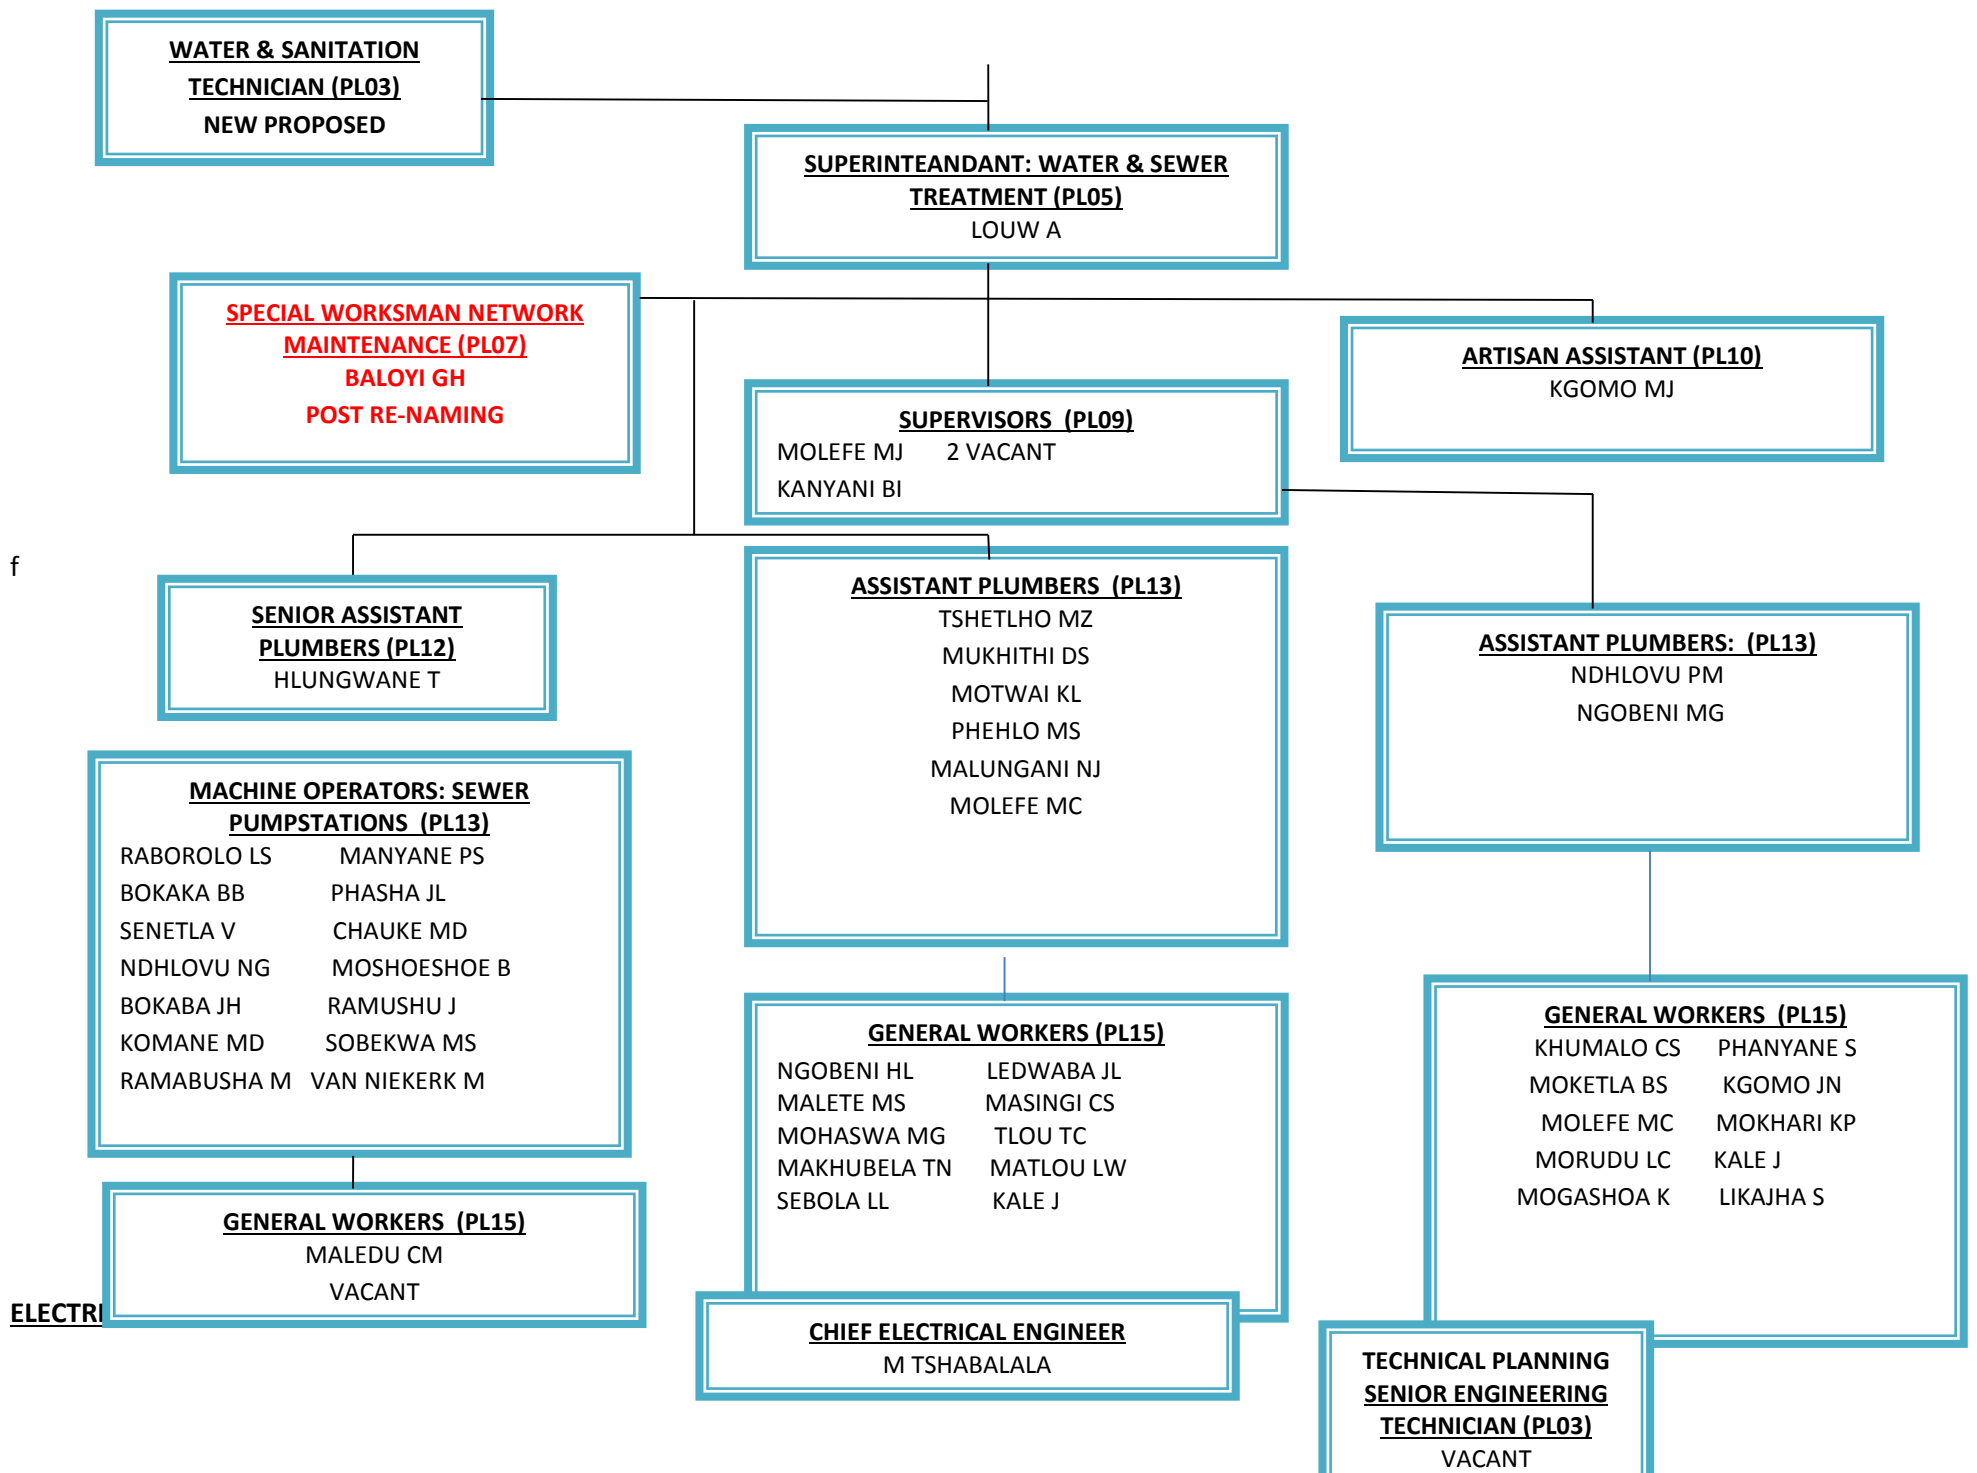 WATER & SANITATION
TECHNICIAN (PL03)
NEW PROPOSED
SUPERINTEANDANT: WATER & SEWER
TREATMENT (PL05)
LOUW A
SPECIAL WORKSMAN NETWORK
MAINTENANCE (PL07)
BALOYI GH
POST RE-NAMING
ARTISAN ASSISTANT (PL10)
KGOMO MJ
SUPERVISORS (PL09)
MOLEFE MJ 2 VACANT
KANYANI BI
f
SENIOR ASSISTANT
PLUMBERS (PL12)
HLUNGWANE T
ASSISTANT PLUMBERS (PL13)
TSHETLHO MZ
MUKHITHI DS
MOTWAI KL
PHEHLO MS
MALUNGANI NJ
MOLEFE MC
ASSISTANT PLUMBERS: (PL13)
NDHLOVU PM
NGOBENI MG
MACHINE OPERATORS: SEWER
PUMPSTATIONS (PL13)
RABOROLO LS MANYANE PS
BOKAKA BB PHASHA JL
SENETLA V CHAUKE MD
NDHLOVU NG MOSHOESHOE B
BOKABA JH RAMUSHU J
KOMANE MD SOBEKWA MS
RAMABUSHA M VAN NIEKERK M
GENERAL WORKERS (PL15)
NGOBENI HL LEDWABA JL
MALETE MS MASINGI CS
MOHASWA MG TLOU TC
MAKHUBELA TN MATLOU LW
SEBOLA LL KALE J
GENERAL WORKERS (PL15)
KHUMALO CS PHANYANE S
MOKETLA BS KGOMO JN
MOLEFE MC MOKHARI KP
MORUDU LC KALE J
MOGASHOA K LIKAJHA S
GENERAL WORKERS (PL15)
MALEDU CM
VACANT
CHIEF ELECTRICAL ENGINEER
M TSHABALALA
TECHNICAL PLANNING
SENIOR ENGINEERING
TECHNICIAN (PL03)
VACANT